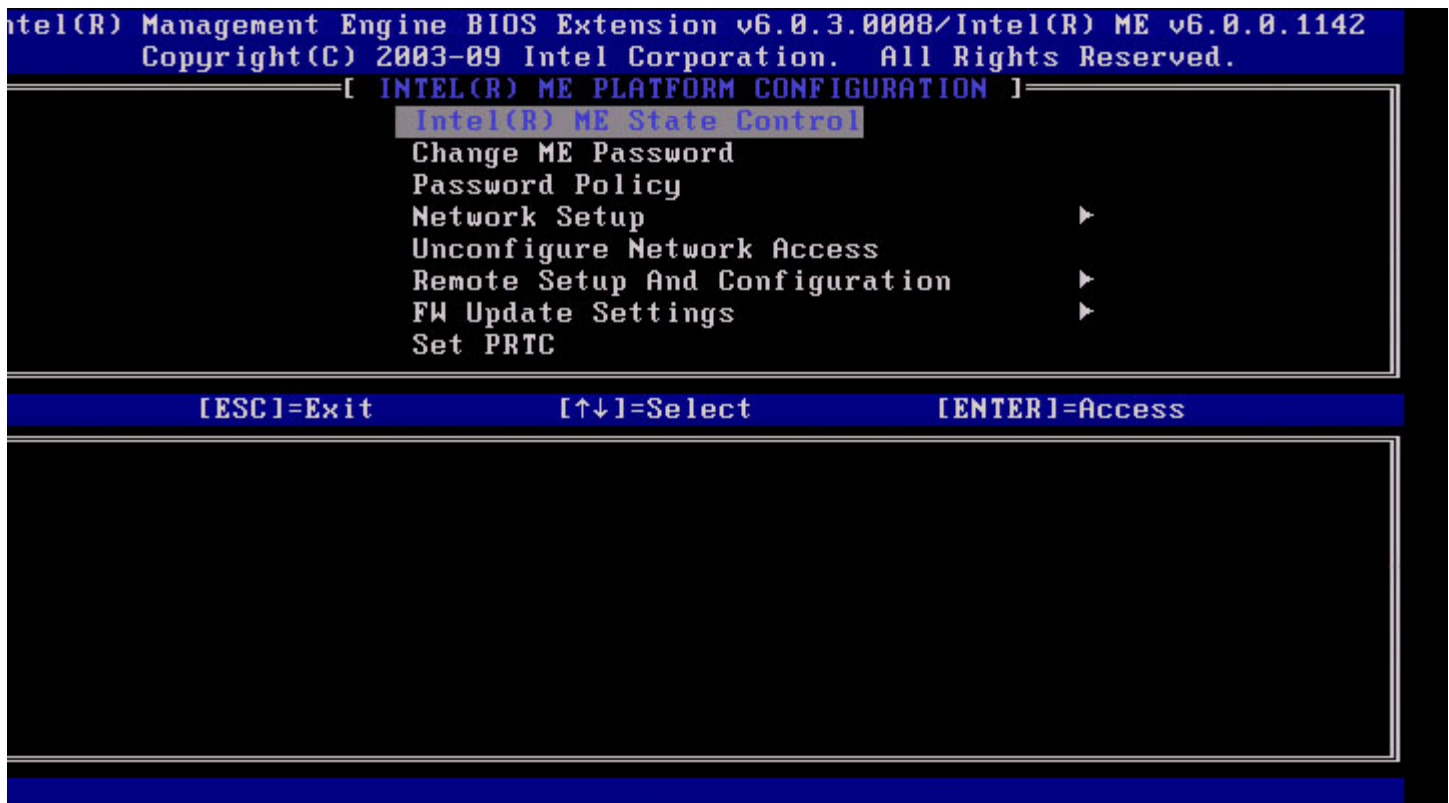 ntel(R) Management Engine BIOS Extension v6.0.3.0008/Intel(R) ME v6.0.0.1142
Copyright(C) 2003-09 Intel Corporation. All Rights Reserved.
[ INTEL(R) ME PLATFORM CONFIGURATION ]
Intel(R) ME State Control
Change ME Password
Password Policy
Network Setup ►
Unconfigure Network Access
Remote Setup And Configuration ►
FW Update Settings ►
Set PRTC
[ESC]=Exit [↑↓]=Select [ENTER]=Access